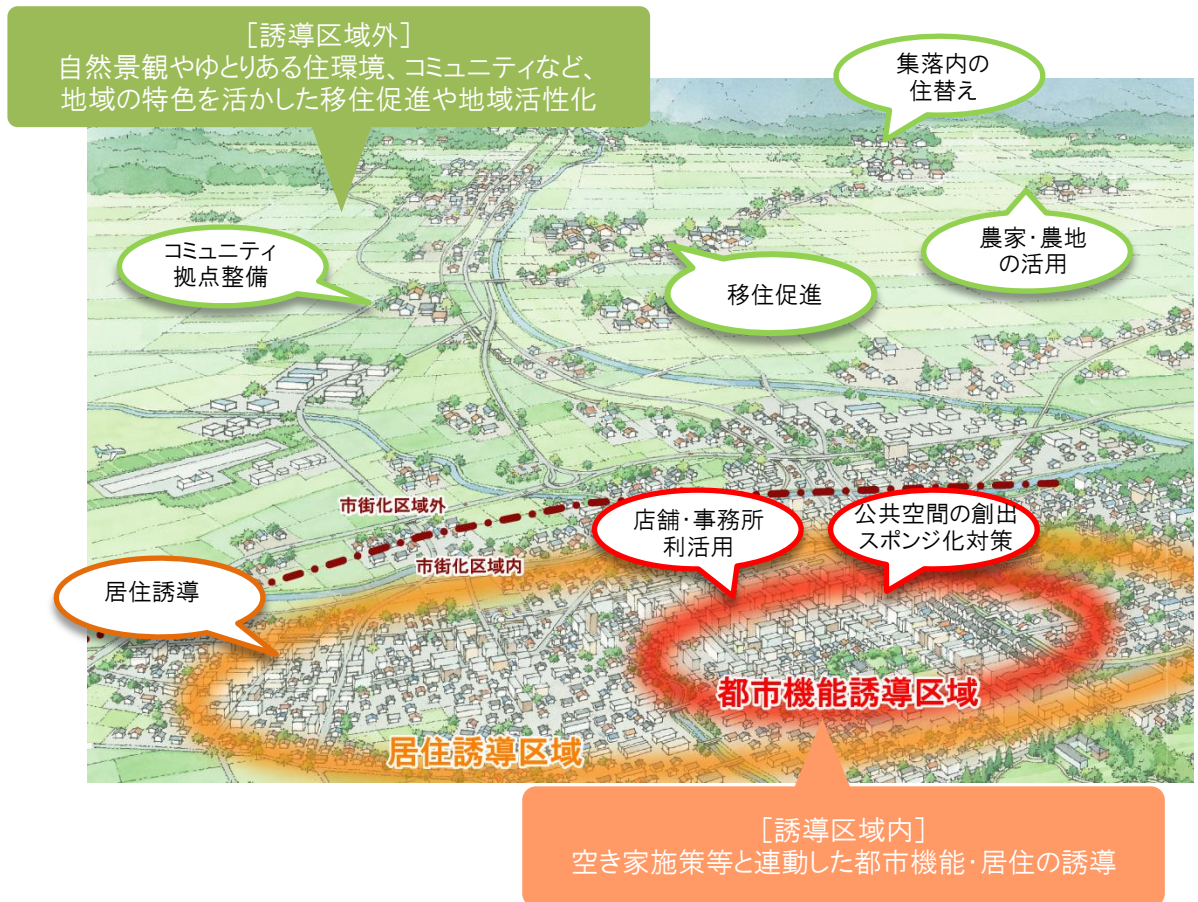 ［誘導区域外］
自然景観やゆとりある住環境、コミュニティなど、
地域の特色を活かした移住促進や地域活性化
集落内の
住替え
コミュニティ
拠点整備
農家・農地
の活用
移住促進
市街化区域外
店舗・事務所
利活用
公共空間の創出
スポンジ化対策
市街化区域内
居住誘導
都市機能誘導区域
居住誘導区域
［誘導区域内］
空き家施策等と連動した都市機能・居住の誘導